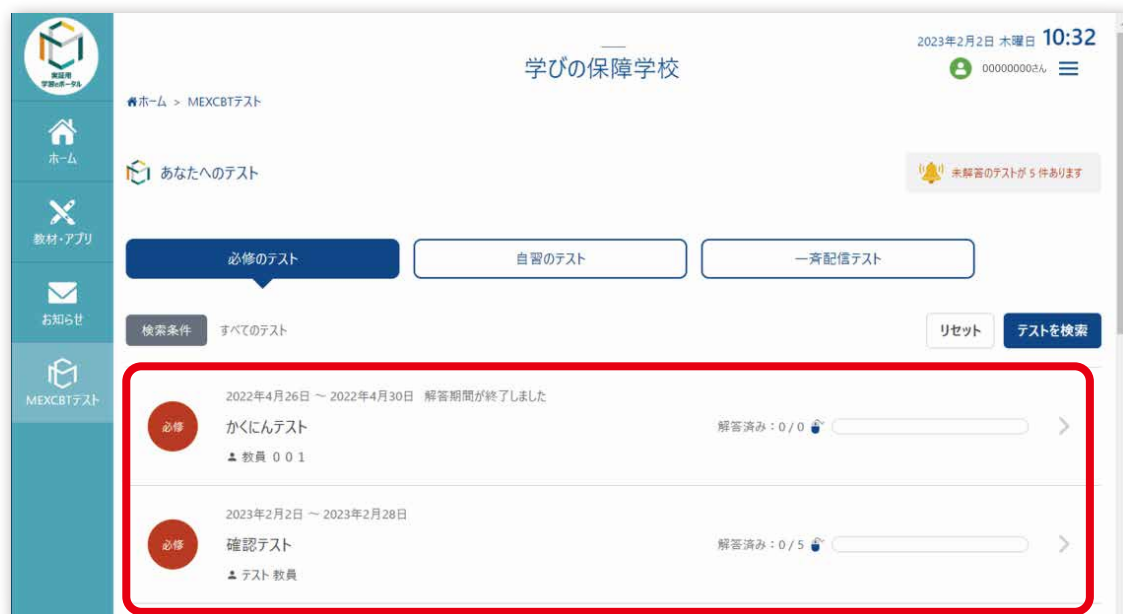 実証用
学習eポータル
ホーム
教材・アプリ
お知らせ
MEXCBTテスト
2023年2月2日 木曜日 10:32
学びの保障学校
00000000さん
ホーム > MEXCBTテスト
あなたへのテスト
未解答のテストが 5 件あります
必修のテスト
自習のテスト
一斉配信テスト
検索条件
すべてのテスト
リセット
テストを検索
2022年4月26日 ～ 2022年4月30日 解答期間が終了しました
必修
かくにんテスト
解答済み：0 / 0
教員 0 0 1
2023年2月2日 ～ 2023年2月28日
必修
確認テスト
解答済み：0 / 5
テスト 教員